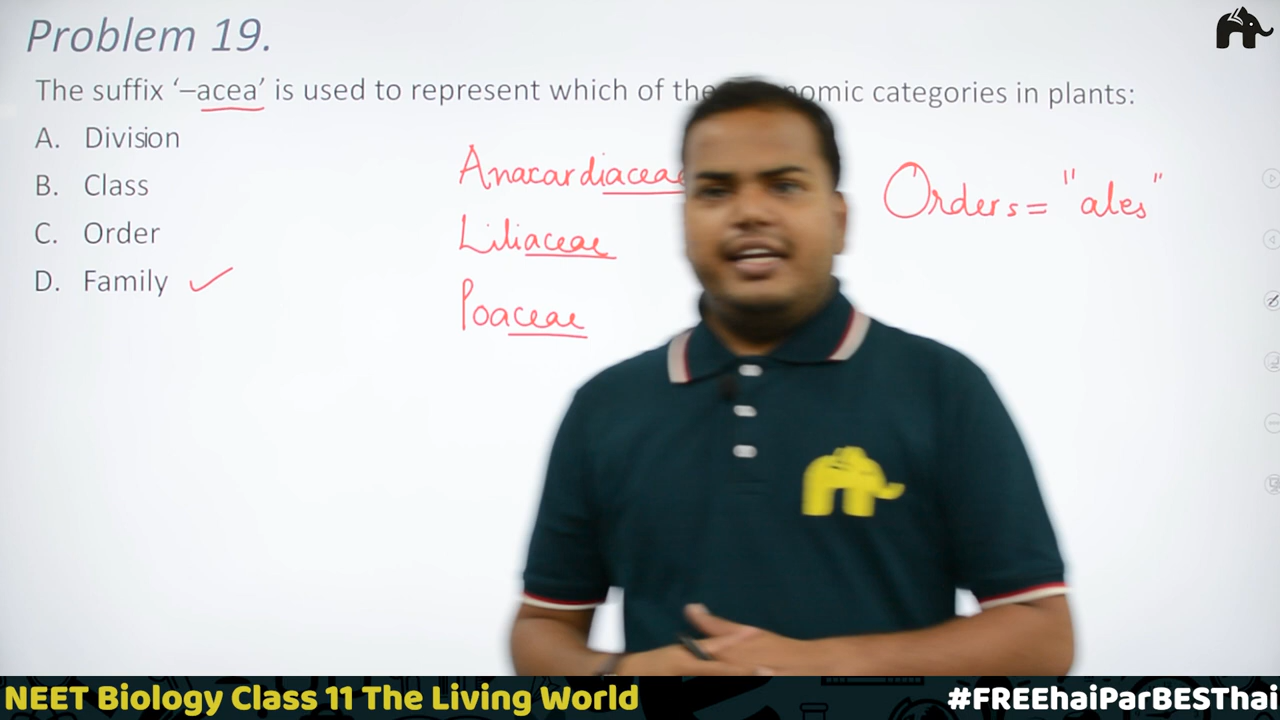 Problem 19.
The suffix ‘–acea’ is used to represent which of the nomic categories in plants:
A. Division
B. Class
C. Order
D. Family
Anacardiaceae
Liliaceae
Poaceae
Orders = "ales"
NEET Biology Class 11 The Living World
#FREEhaiParBESThai